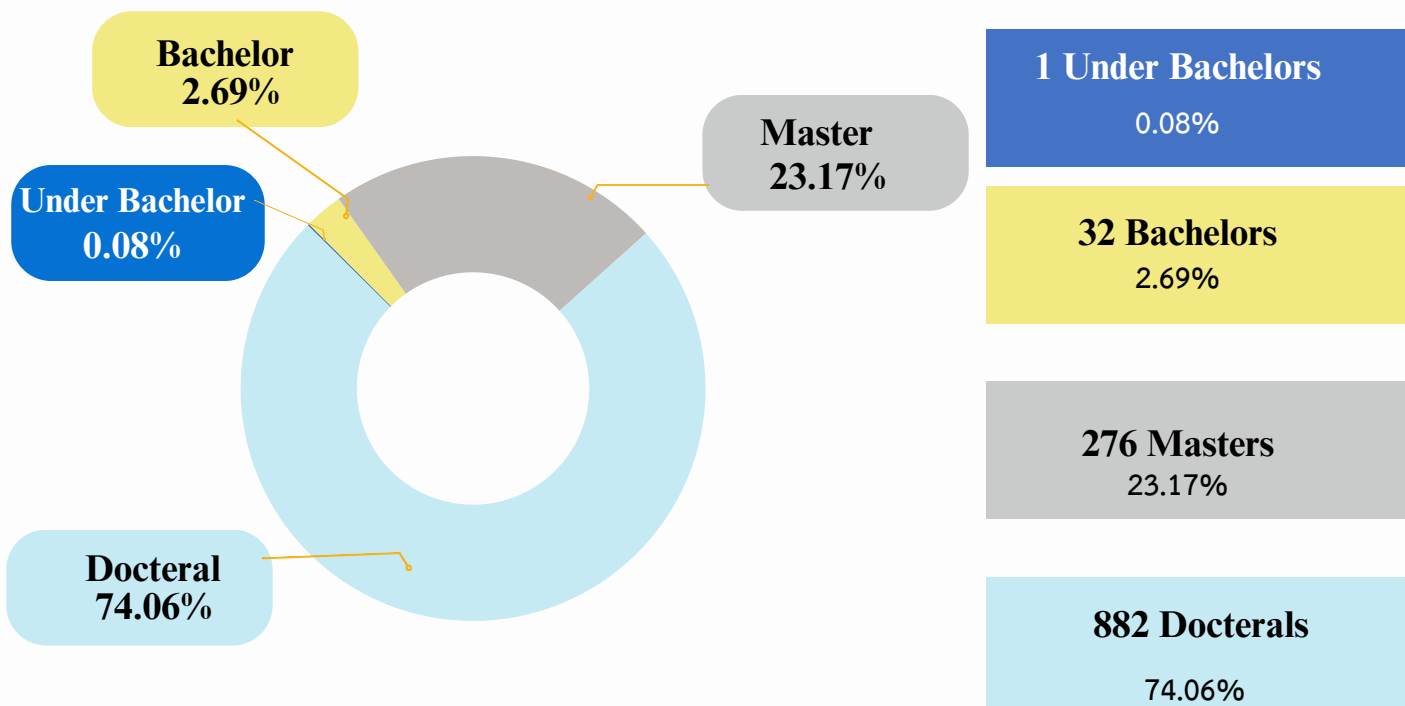 Bachelor
2.69%
Under Bachelor
0.08%
Master
23.17%
Docteral
74.06%
1 Under Bachelors
0.08%
32 Bachelors
2.69%
276 Masters
23.17%
882 Docterals
74.06%